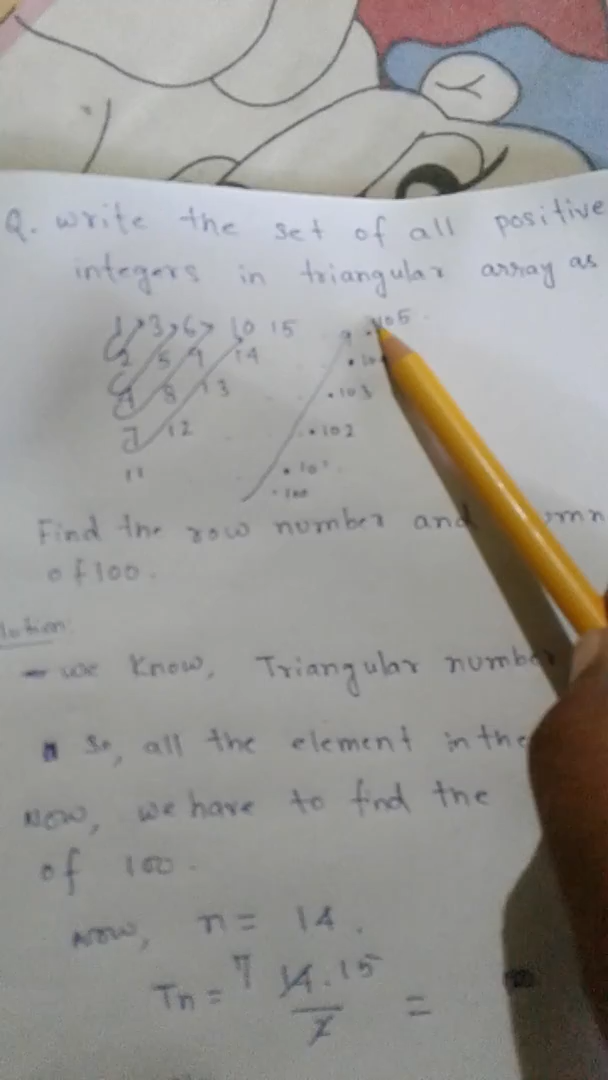 Q. write the set of all positive
integers in triangular array as
1 3 6 10 15 105
2 5 9 14
8 13 103
7 12 102
11
100
Find the row number and
of 100.
we know, Triangular number
so, all the element in the
Now, we have to find the
of 100.
Now, n = 14.
Tn = 7 14.15 =
2